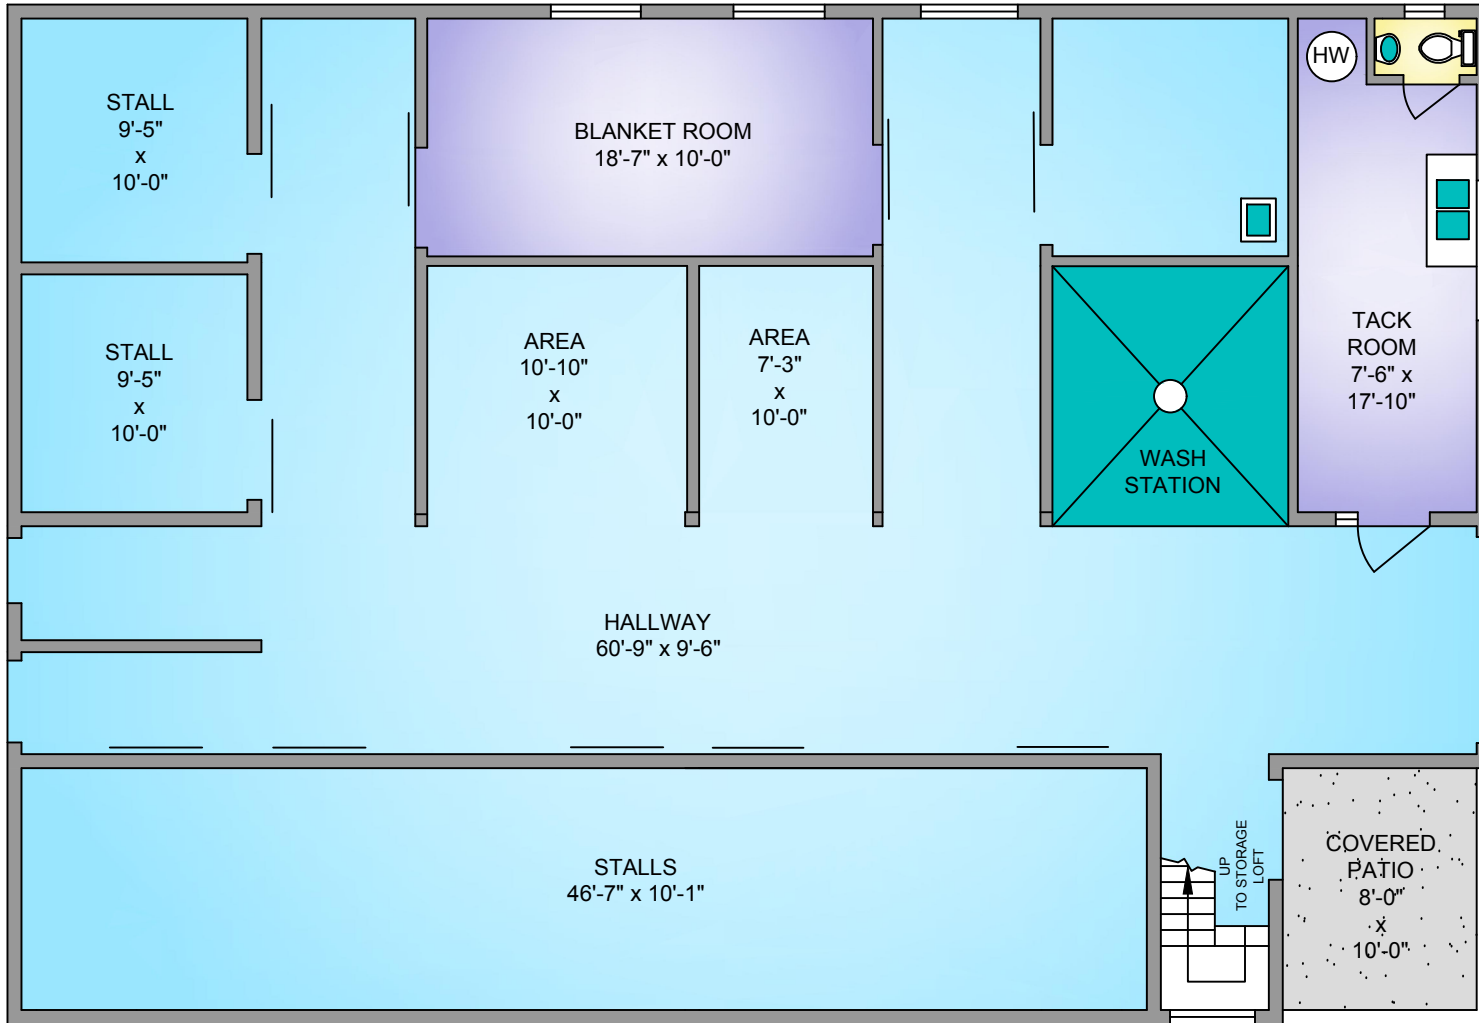 STALL
9'-5"
x
10'-0"
BLANKET ROOM
18'-7" x 10'-0"
HW
STALL
9'-5"
x
10'-0"
AREA
10'-10"
x
10'-0"
AREA
7'-3"
x
10'-0"
WASH
STATION
TACK
ROOM
7'-6" x
17'-10"
HALLWAY
60'-9" x 9'-6"
STALLS
46'-7" x 10'-1"
UP
TO STORAGE
LOFT
COVERED
PATIO
8'-0"
x
10'-0"